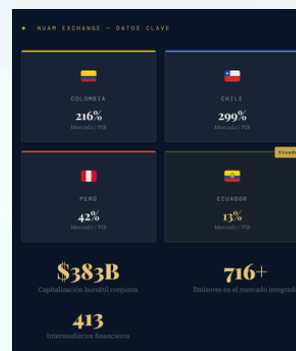 NUAM EXCHANGE — DATOS CLAVE
COLOMBIA
216%
Mercado / PIB
CHILE
299%
Mercado / PIB
PERÚ
42%
Mercado / PIB
ECUADOR
13%
Mercado / PIB
$383B
Capitalización bursátil conjunta
716+
Emisores en el mercado integrado
413
Intermediarios financieros